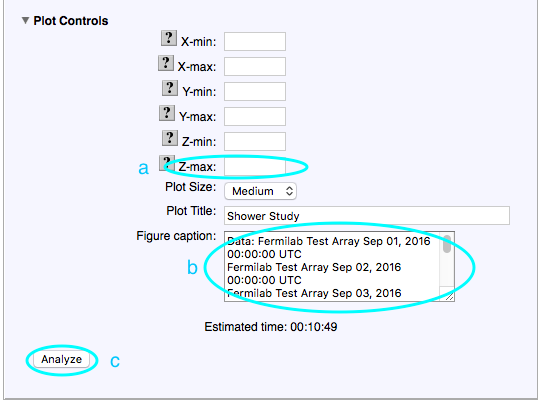 ▼ Plot Controls
? X-min:
? X-max:
? Y-min:
? Y-max:
? Z-min:
a ? Z-max:
Plot Size: Medium
Plot Title: Shower Study
Figure caption: Data: Fermilab Test Array Sep 01, 2016
00:00:00 UTC
b Fermilab Test Array Sep 02, 2016
00:00:00 UTC
Fermilab Test Array Sep 03, 2016
Estimated time: 00:10:49
Analyze c